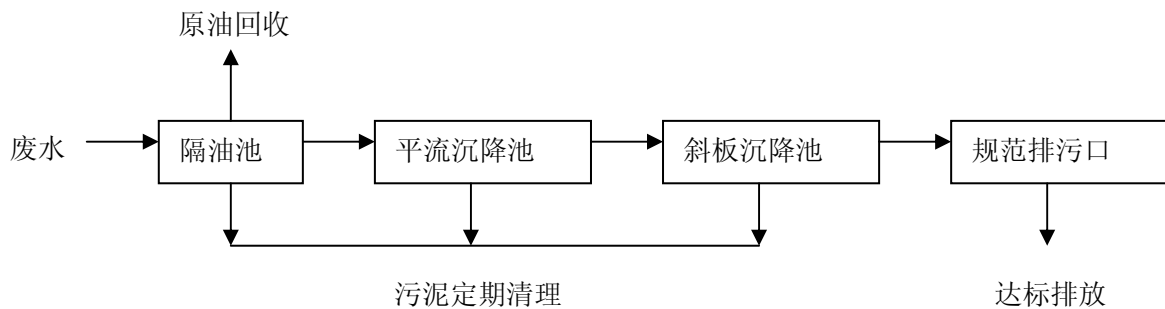 原油回收
废水
隔油池
平流沉降池
斜板沉降池
规范排污口
污泥定期清理
达标排放